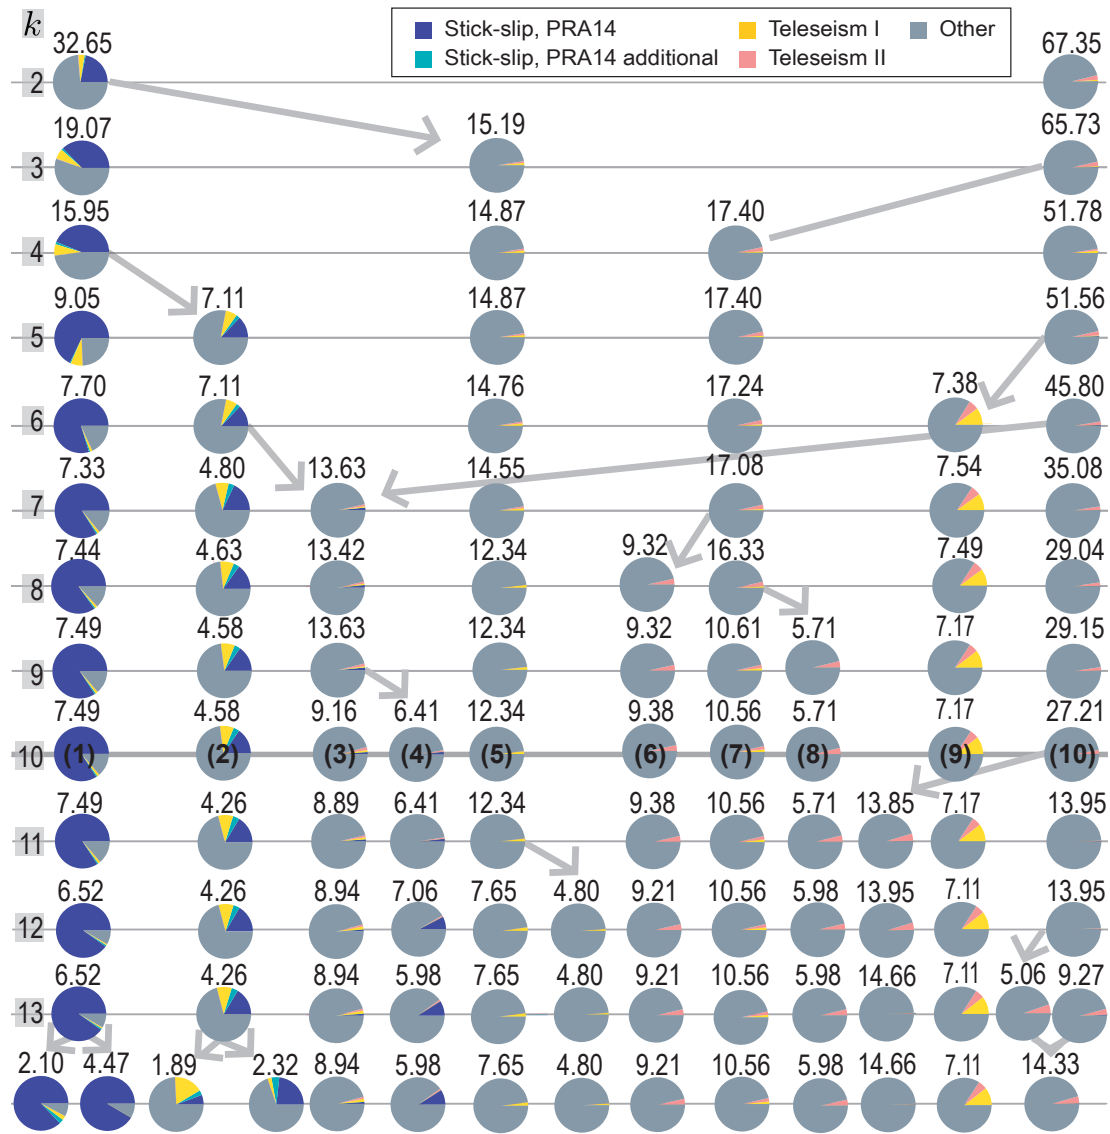 k
Stick-slip, PRA14
Teleseism I
Other
Stick-slip, PRA14 additional
Teleseism II
32.65 67.35
2
19.07 15.19 65.73
3
15.95 14.87 17.40 51.78
4
9.05 7.11 14.87 17.40 51.56
5
7.70 7.11 14.76 17.24 7.38 45.80
6
7.33 4.80 13.63 14.55 17.08 7.54 35.08
7
7.44 4.63 13.42 12.34 9.32 16.33 7.49 29.04
8
7.49 4.58 13.63 12.34 9.32 10.61 5.71 7.17 29.15
9
7.49 4.58 9.16 6.41 12.34 9.38 10.56 5.71 7.17 27.21
10 (1) (2) (3) (4) (5) (6) (7) (8) (9) (10)
7.49 4.26 8.89 6.41 12.34 9.38 10.56 5.71 13.85 7.17 13.95
11
6.52 4.26 8.94 7.06 7.65 4.80 9.21 10.56 5.98 13.95 7.11 13.95
12
6.52 4.26 8.94 5.98 7.65 4.80 9.21 10.56 5.98 14.66 7.11 5.06 9.27
13
2.10 4.47 1.89 2.32 8.94 5.98 7.65 4.80 9.21 10.56 5.98 14.66 7.11 14.33